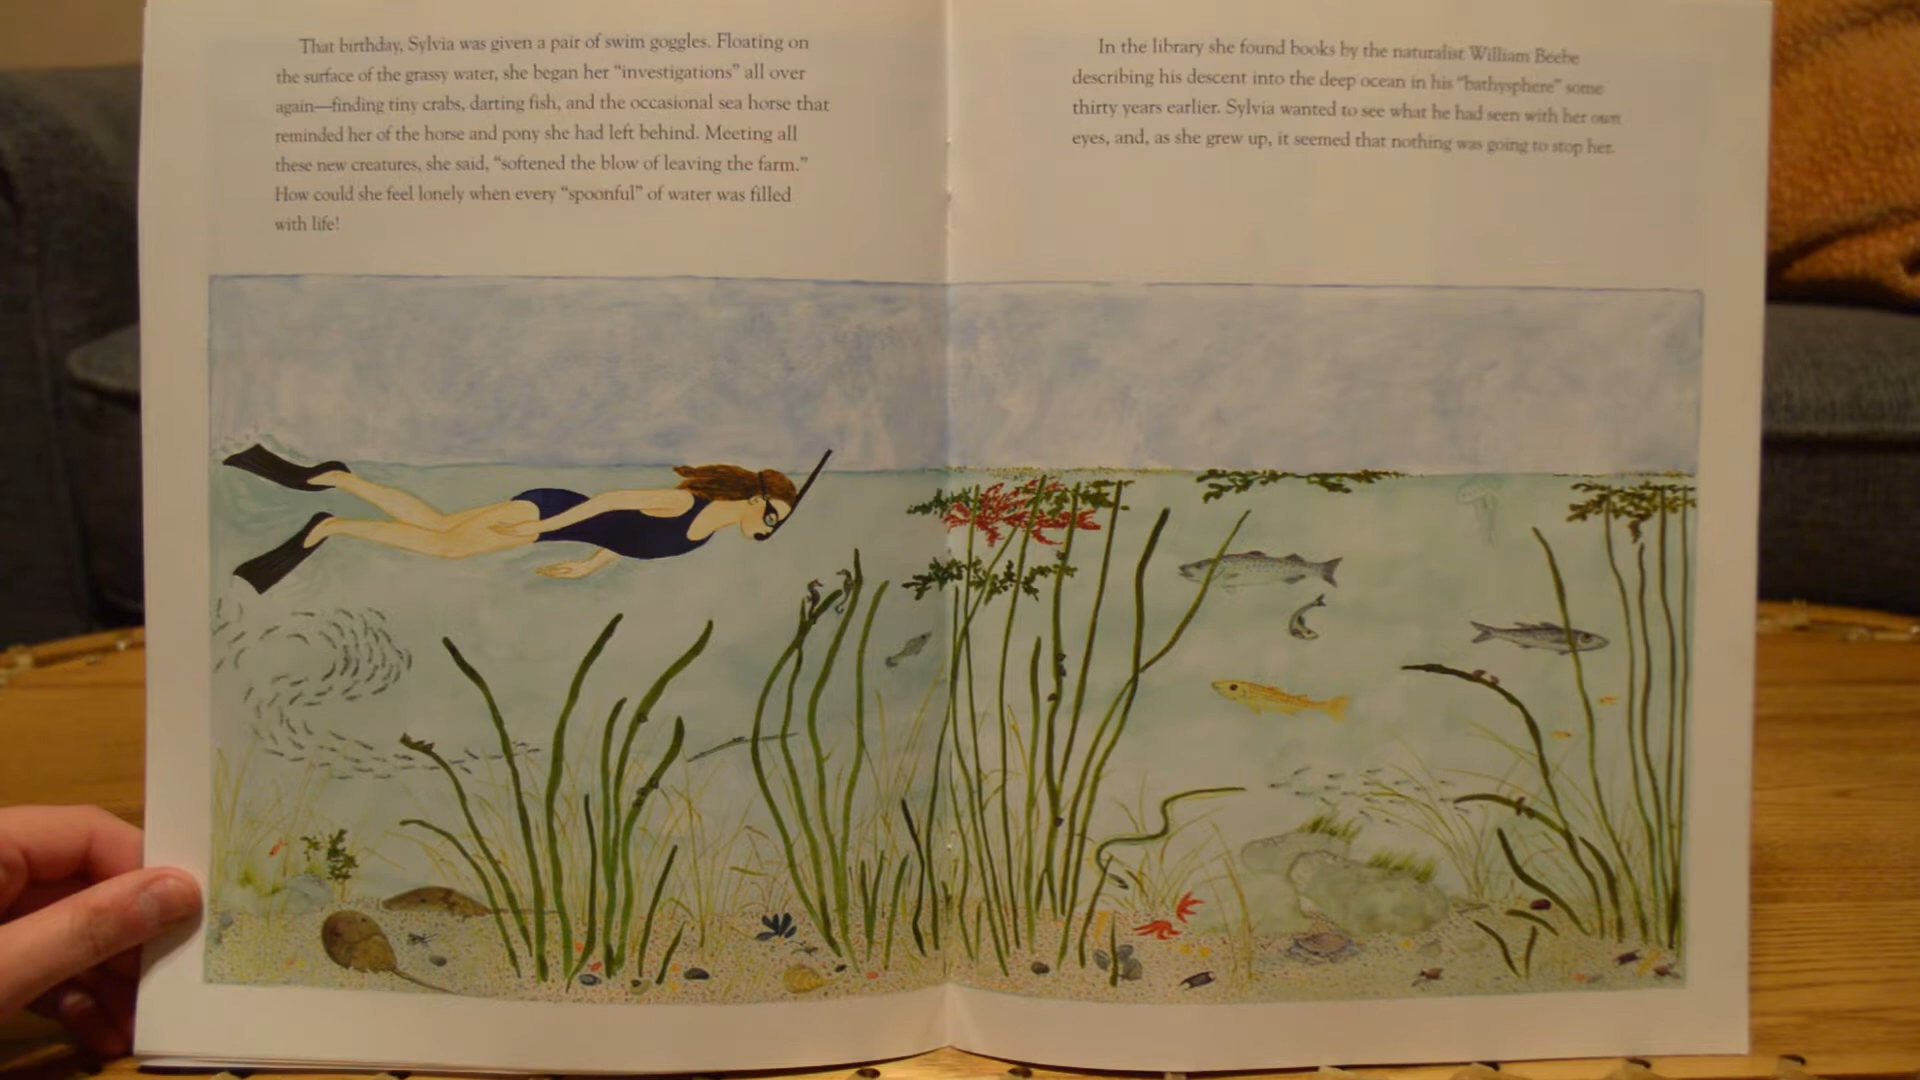 That birthday, Sylvia was given a pair of swim goggles. Floating on
the surface of the grassy water, she began her “investigations” all over
again—finding tiny crabs, darting fish, and the occasional sea horse that
reminded her of the horse and pony she had left behind. Meeting all
these new creatures, she said, “softened the blow of leaving the farm.”
How could she feel lonely when every “spoonful” of water was filled
with life!
In the library she found books by the naturalist William Beebe
describing his descent into the deep ocean in his “bathysphere” some
thirty years earlier. Sylvia wanted to see what he had seen with her own
eyes, and, as she grew up, it seemed that nothing was going to stop her.